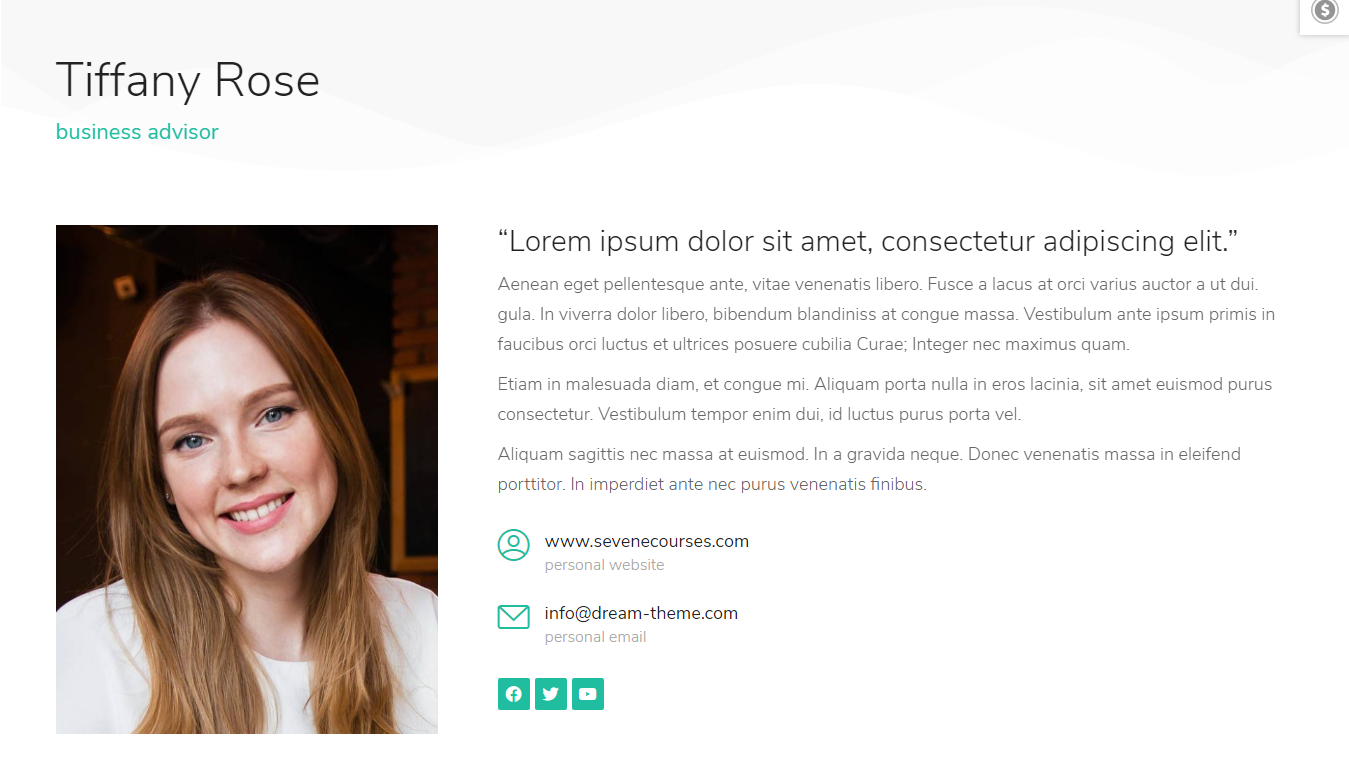 Tiffany Rose
business advisor
“Lorem ipsum dolor sit amet, consectetur adipiscing elit.”
Aenean eget pellentesque ante, vitae venenatis libero. Fusce a lacus at orci varius auctor a ut dui.
gula. In viverra dolor libero, bibendum blandiniss at congue massa. Vestibulum ante ipsum primis in
faucibus orci luctus et ultrices posuere cubilia Curae; Integer nec maximus quam.
Etiam in malesuada diam, et congue mi. Aliquam porta nulla in eros lacinia, sit amet euismod purus
consectetur. Vestibulum tempor enim dui, id luctus purus porta vel.
Aliquam sagittis nec massa at euismod. In a gravida neque. Donec venenatis massa in eleifend
porttitor. In imperdiet ante nec purus venenatis finibus.
www.sevenecourses.com
personal website
info@dream-theme.com
personal email